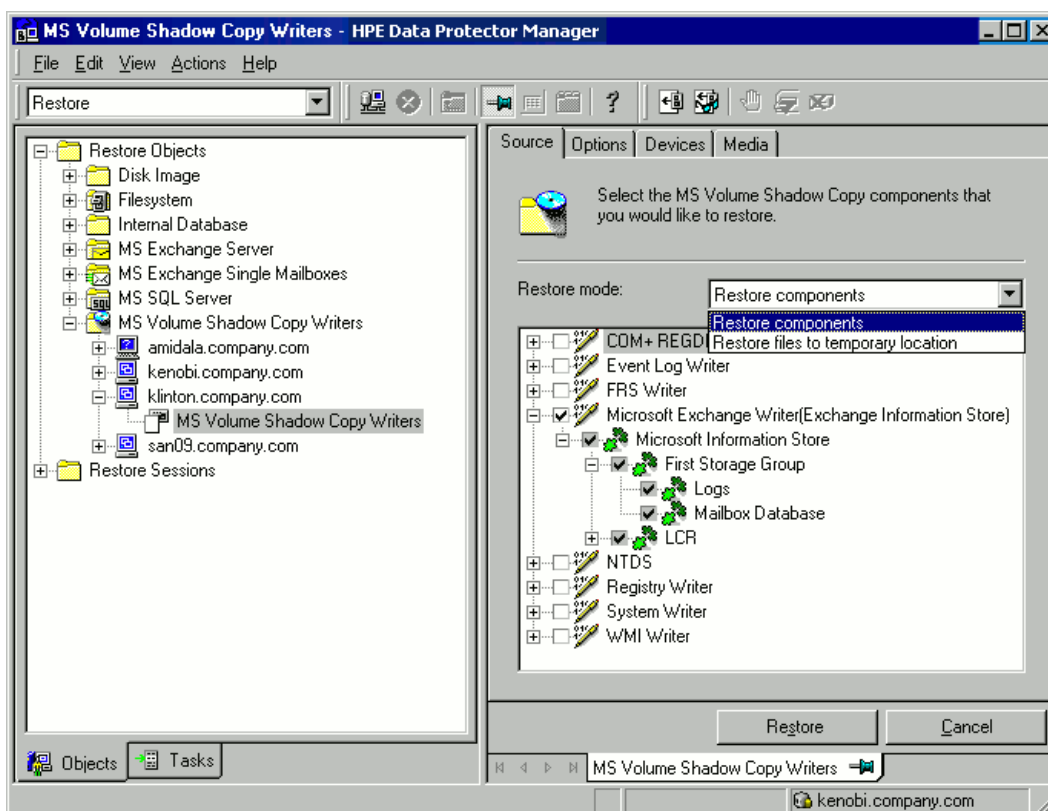 MS Volume Shadow Copy Writers - HPE Data Protector Manager
File Edit View Actions Help
Restore
Restore Objects
Disk Image
Filesystem
Internal Database
MS Exchange Server
MS Exchange Single Mailboxes
SQL MS SQL Server
MS Volume Shadow Copy Writers
amidala.company.com
kenobi.company.com
klinton.company.com
MS Volume Shadow Copy Writers
san09.company.com
Restore Sessions
Objects Tasks
Source Options Devices Media
Select the MS Volume Shadow Copy components that
you would like to restore.
Restore mode: Restore components
Restore components
Restore files to temporary location
COM+ REGD
Event Log Writer
FRS Writer
Microsoft Exchange Writer(Exchange Information Store)
Microsoft Information Store
First Storage Group
Logs
Mailbox Database
LCR
NTDS
Registry Writer
System Writer
WMI Writer
Restore Cancel
MS Volume Shadow Copy Writers
kenobi.company.com